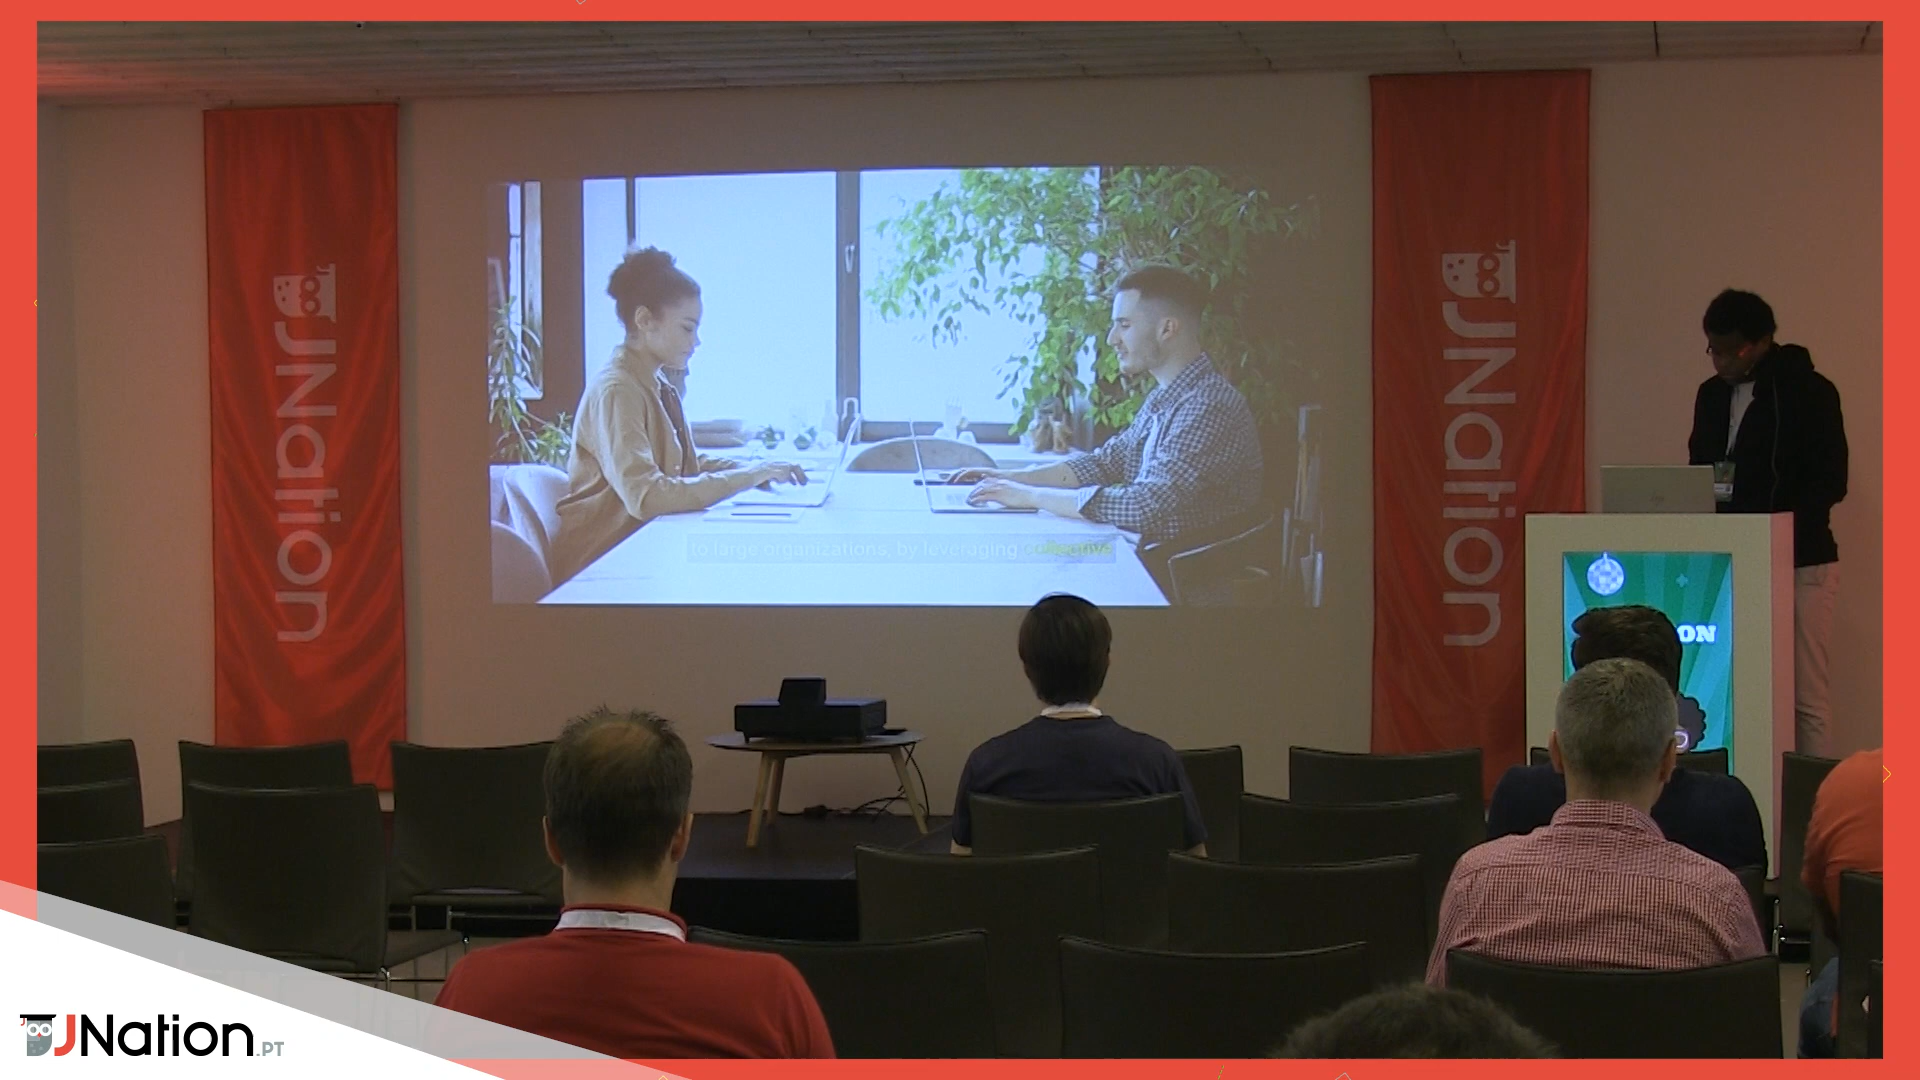 JNation
JNation
to large organizations, by leveraging collective
ON
JNation.PT